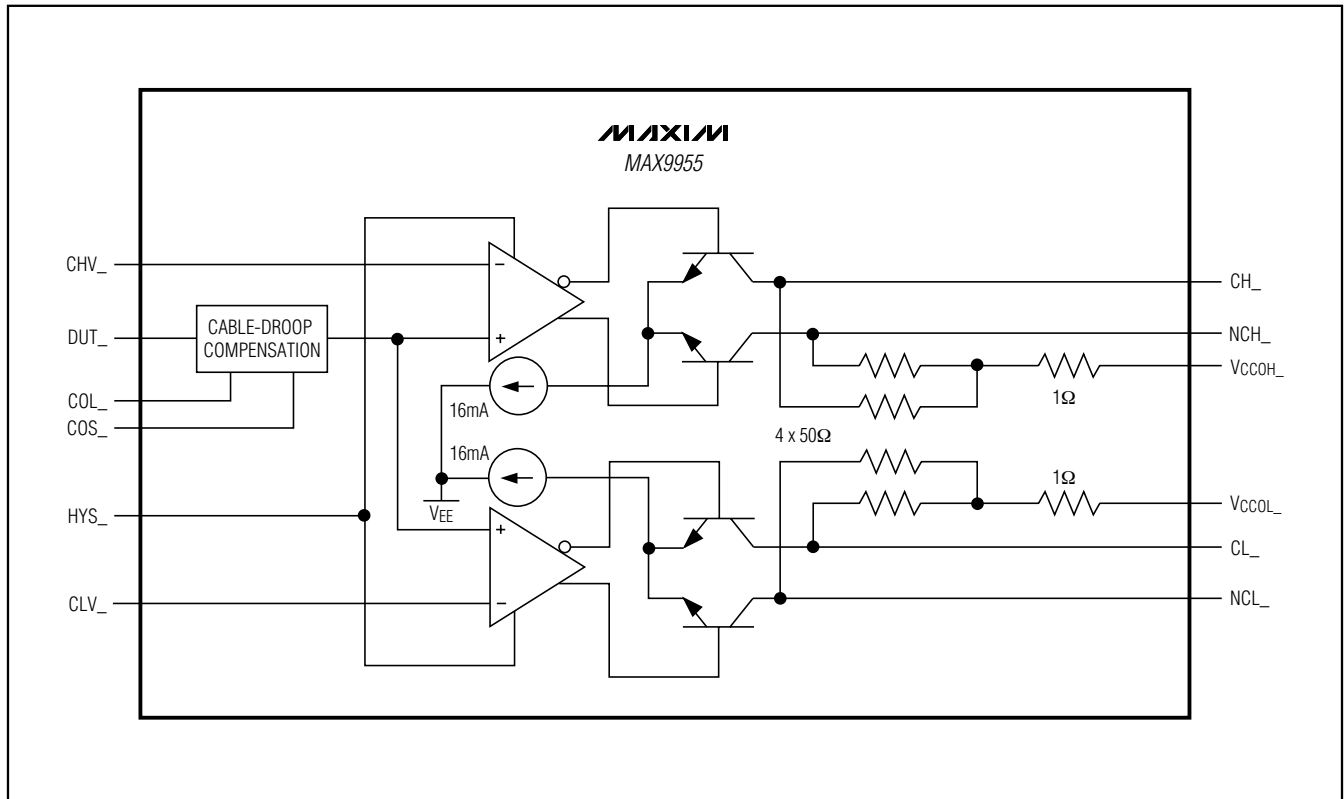 MAXIM
MAX9955
CHV_
DUT_
COL_
COS_
HYS_
CLV_
CABLE-DROOP
COMPENSATION
−
+
16mA
16mA
VEE
+
−
4 x 50Ω
1Ω
1Ω
CH_
NCH_
VCCOH_
VCCOL_
CL_
NCL_